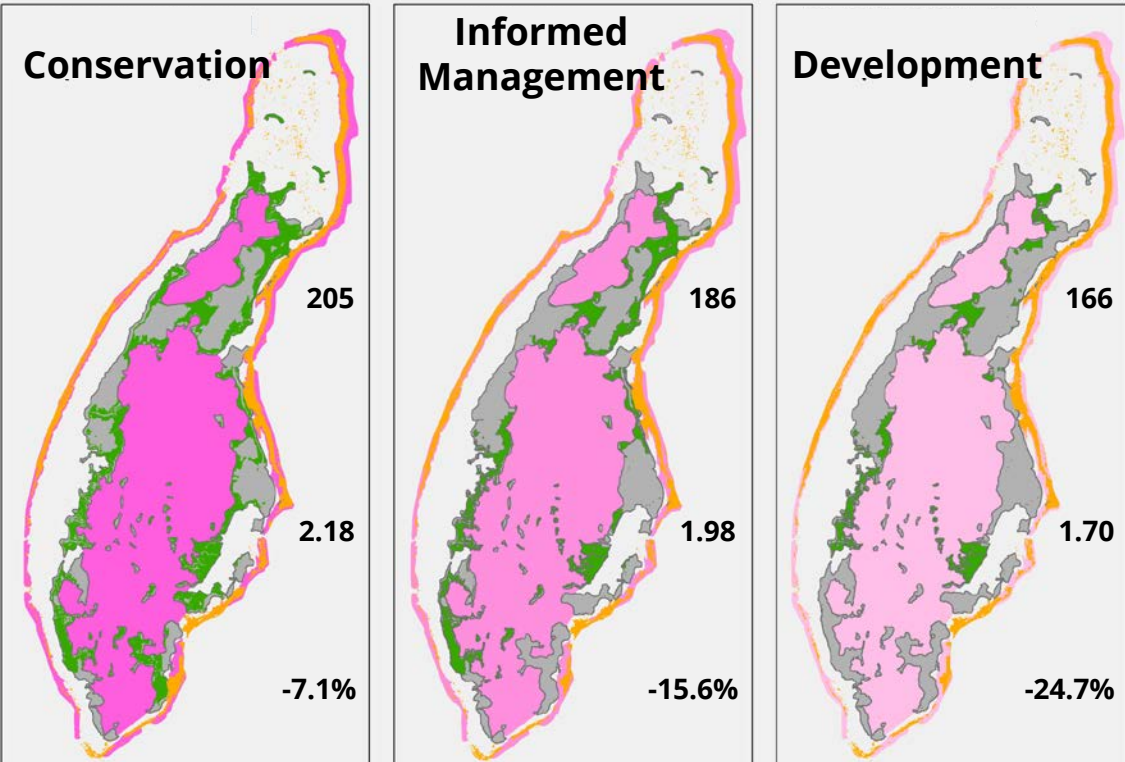 Conservation
205
2.18
-7.1%
Informed
Management
186
1.98
-15.6%
Development
166
1.70
-24.7%